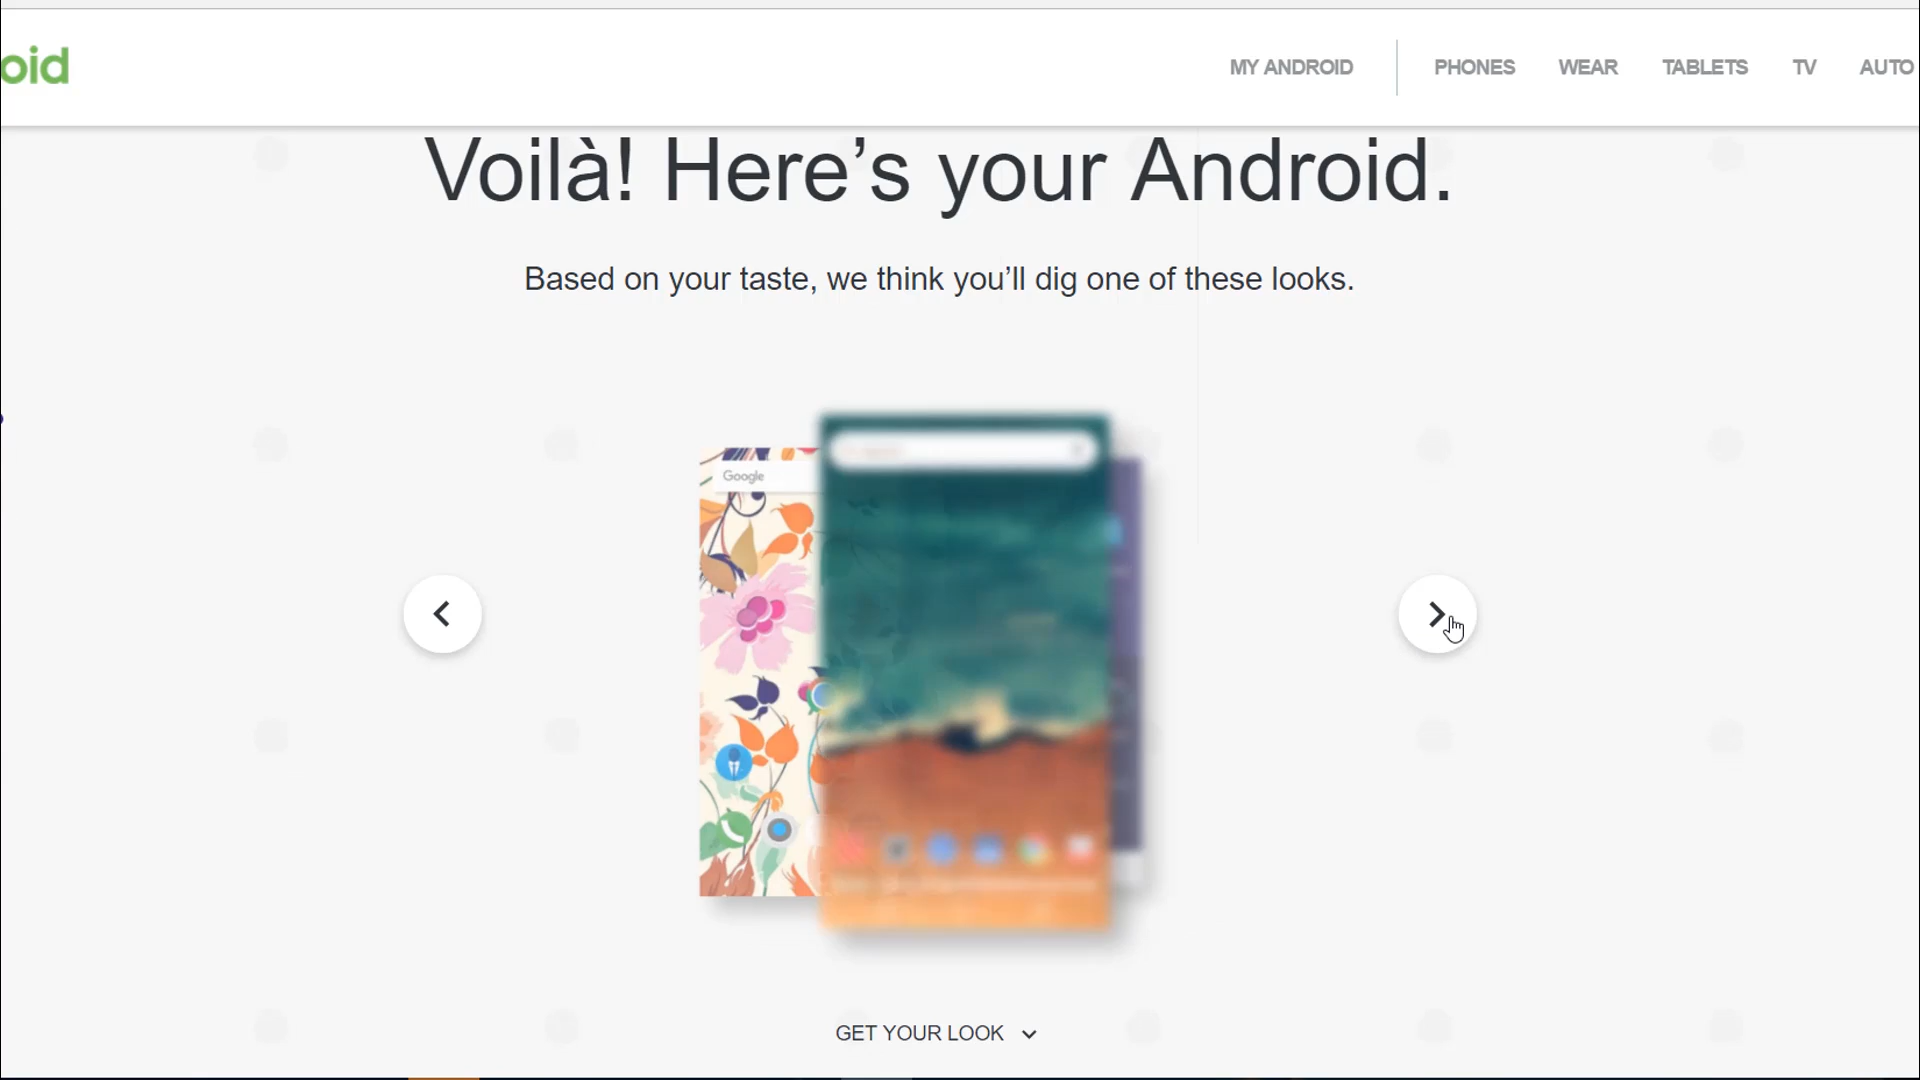 oid
MY ANDROID
PHONES
WEAR
TABLETS
TV
AUTO
Voilà! Here’s your Android.
Based on your taste, we think you’ll dig one of these looks.
Google
GET YOUR LOOK